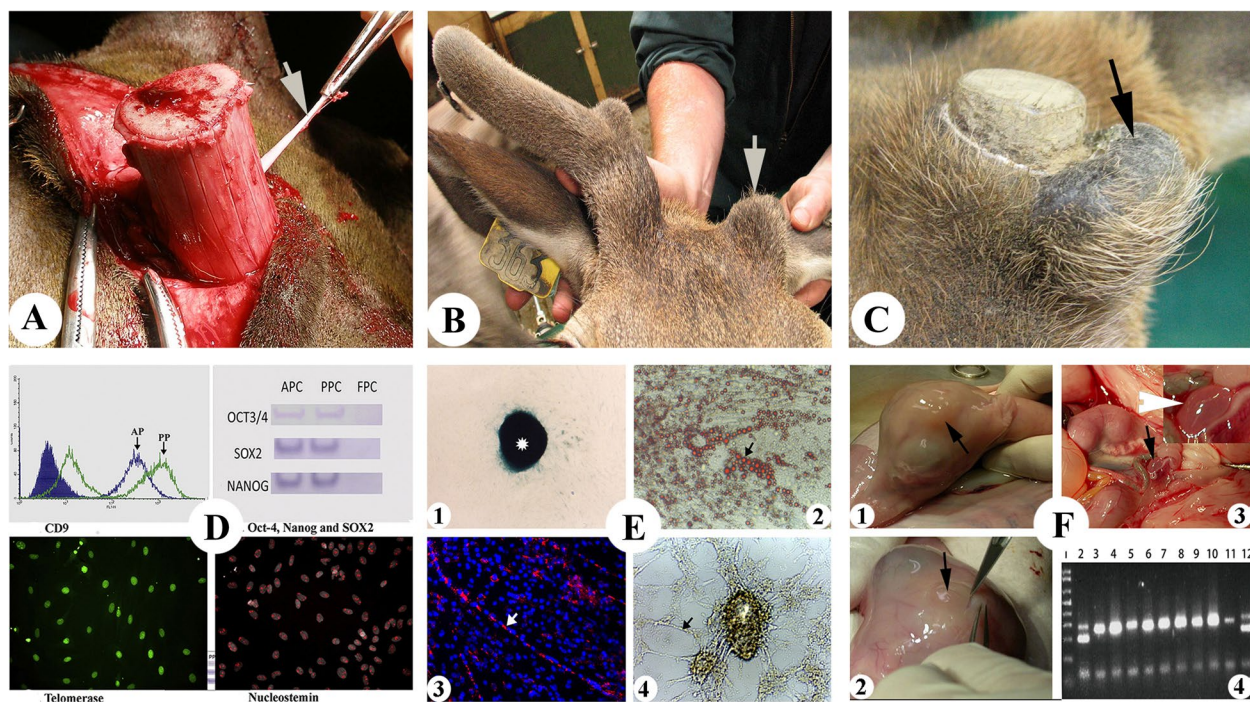 A
B
363
C
APC PPC FPC
AP
PP
OCT3/4
SOX2
NANOG
CD9
D
Oct-4, Nanog and SOX2
Telomerase
Nucleostemin
1
2
E
3
4
1
3
F
2
1 2 3 4 5 6 7 8 9 10 11 12
4